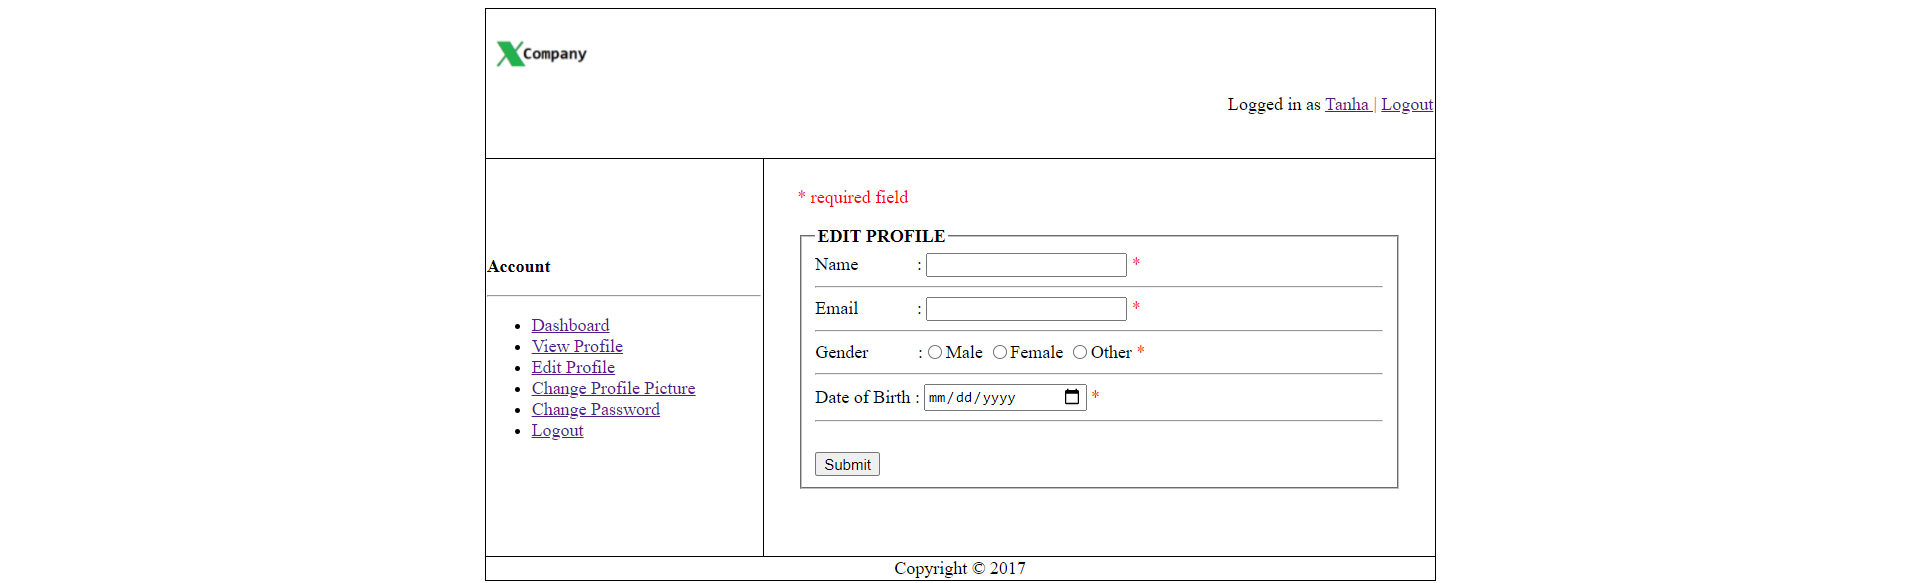 XCompany
Logged in as Tanha | Logout
Account
Dashboard
View Profile
Edit Profile
Change Profile Picture
Change Password
Logout
* required field
EDIT PROFILE
Name : *
Email : *
Gender : Male Female Other *
Date of Birth : mm/dd/yyyy *
Submit
Copyright © 2017